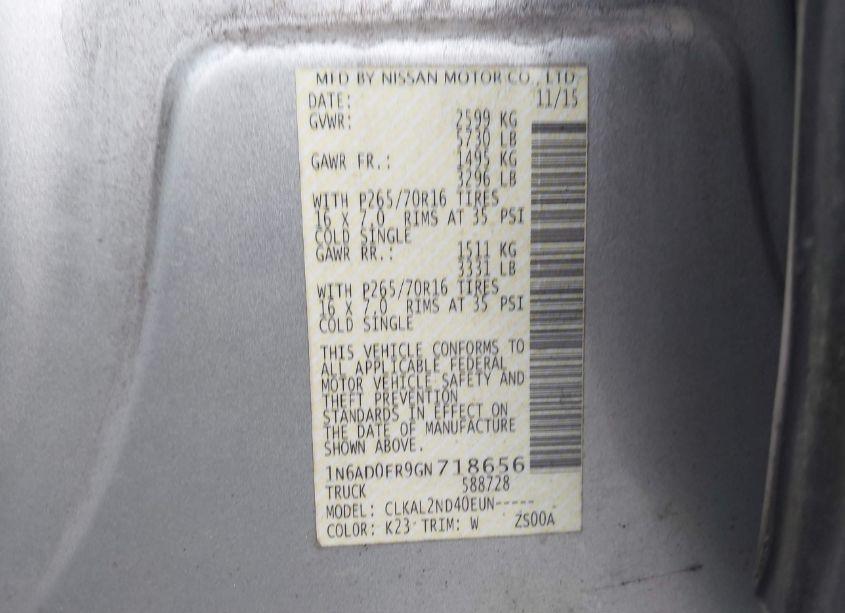 MFD BY NISSAN MOTOR CO., LTD
DATE: 11/15
GVWR: 2599 KG
5730 LB
GAWR FR.: 1495 KG
3296 LB
WITH P265/70R16 TIRES
16 X 7.0 RIMS AT 35 PSI
COLD SINGLE
GAWR RR.: 1511 KG
3331 LB
WITH P265/70R16 TIRES
16 X 7.0 RIMS AT 35 PSI
COLD SINGLE
THIS VEHICLE CONFORMS TO
ALL APPLICABLE FEDERAL
MOTOR VEHICLE SAFETY AND
THEFT PREVENTION
STANDARDS IN EFFECT ON
THE DATE OF MANUFACTURE
SHOWN ABOVE.
1N6AD0FR9GN718656
TRUCK 588728
MODEL: CLKAL2ND40EUN-----
COLOR: K23 TRIM: W ZS00A